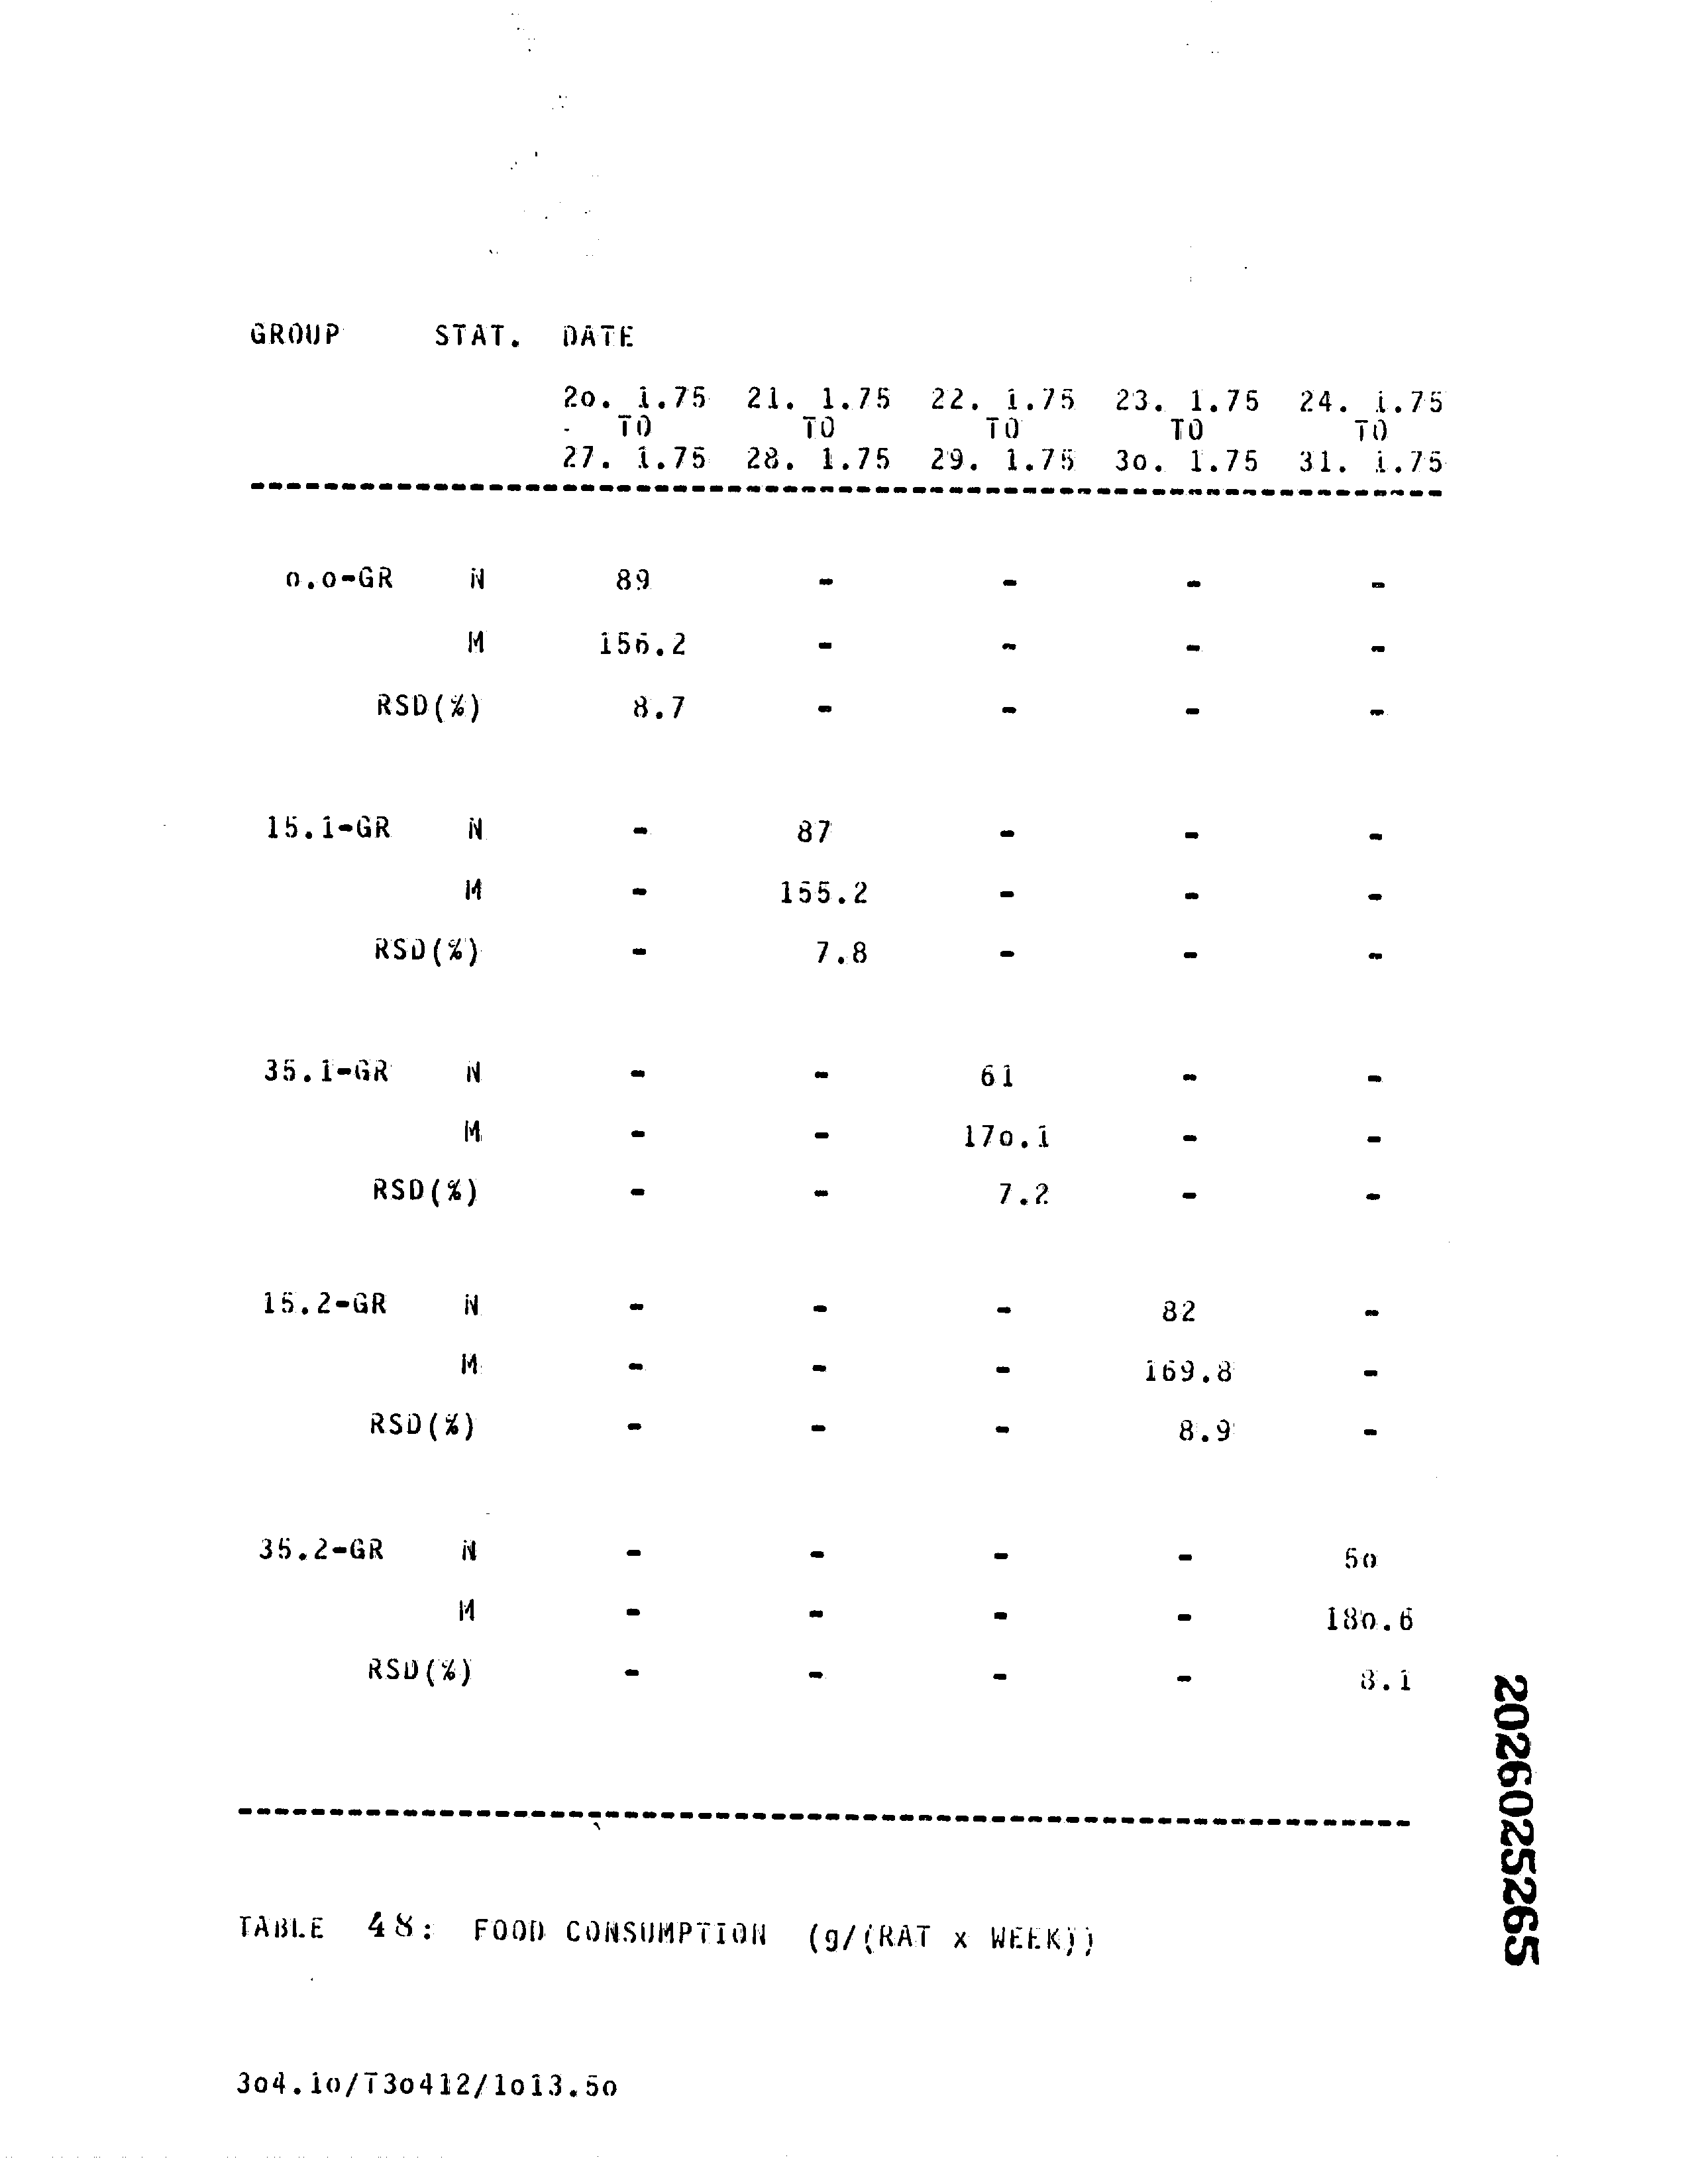 GROUP STAT. DATE
2o. 1.75 21. 1.75 22. 1.75 23. 1.75 24. 1.75
TO TO TO TO TO
27. 1.75 28. 1.75 29. 1.75 3o. 1.75 31. 1.75
o.o-GR N 89 - - - -
M 156.2 - - - -
RSD(%) 8.7 - - - -
15.1-GR N - 87 - - -
M - 155.2 - - -
RSD(%) - 7.8 - - -
35.1-GR N - - 61 - -
M - - 17o.1 - -
RSD(%) - - 7.2 - -
15.2-GR N - - - 82 -
M - - - 169.8 -
RSD(%) - - - 8.9 -
35.2-GR N - - - - 5o
M - - - - 18o.6
RSD(%) - - - - 8.1
TABLE 48: FOOD CONSUMPTION (g/(RAT x WEEK))
3o4.1o/T3o412/1o13.5o
2026025265